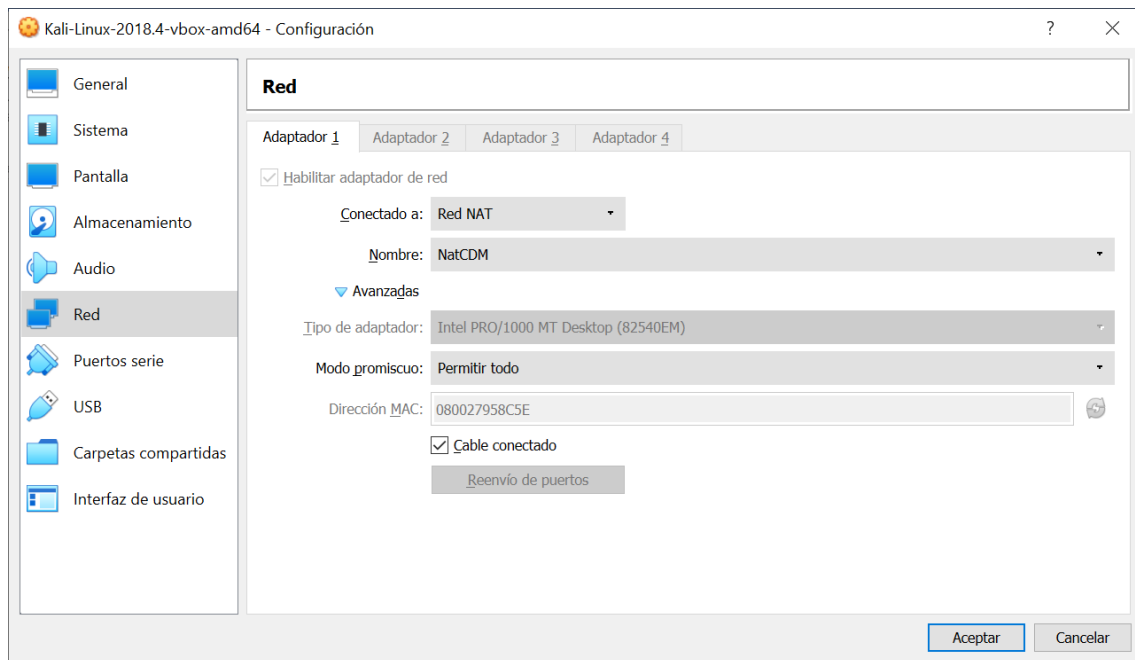 Kali-Linux-2018.4-vbox-amd64 - Configuración
?
General
Sistema
Pantalla
Almacenamiento
Audio
Red
Puertos serie
USB
Carpetas compartidas
Interfaz de usuario
Red
Adaptador 1 Adaptador 2 Adaptador 3 Adaptador 4
Habilitar adaptador de red
Conectado a: Red NAT
Nombre: NatCDM
Avanzadas
Tipo de adaptador: Intel PRO/1000 MT Desktop (82540EM)
Modo promiscuo: Permitir todo
Dirección MAC: 080027958C5E
Cable conectado
Reenvío de puertos
Aceptar Cancelar